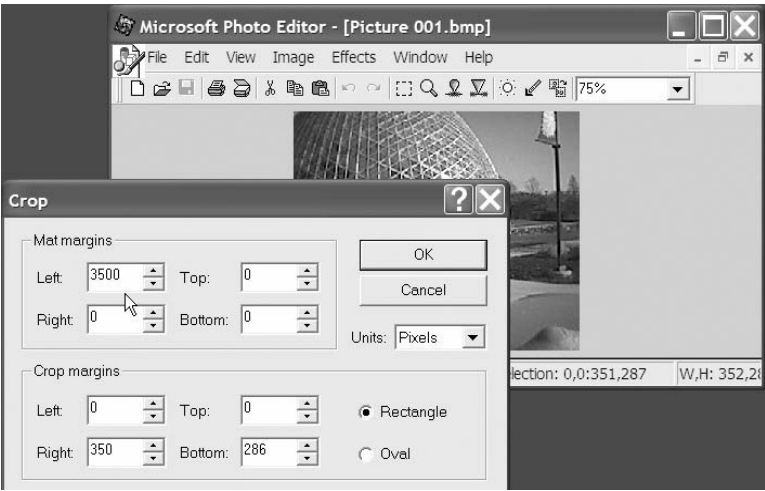 Microsoft Photo Editor - [Picture 001.bmp]
File Edit View Image Effects Window Help
75%
Crop
Mat margins
Left: 3500 Top: 0
Right: 0 Bottom: 0
OK
Cancel
Units: Pixels
Crop margins
Left: 0 Top: 0
Right: 350 Bottom: 286
Rectangle
Oval
lection: 0,0:351,287 W,H: 352,28